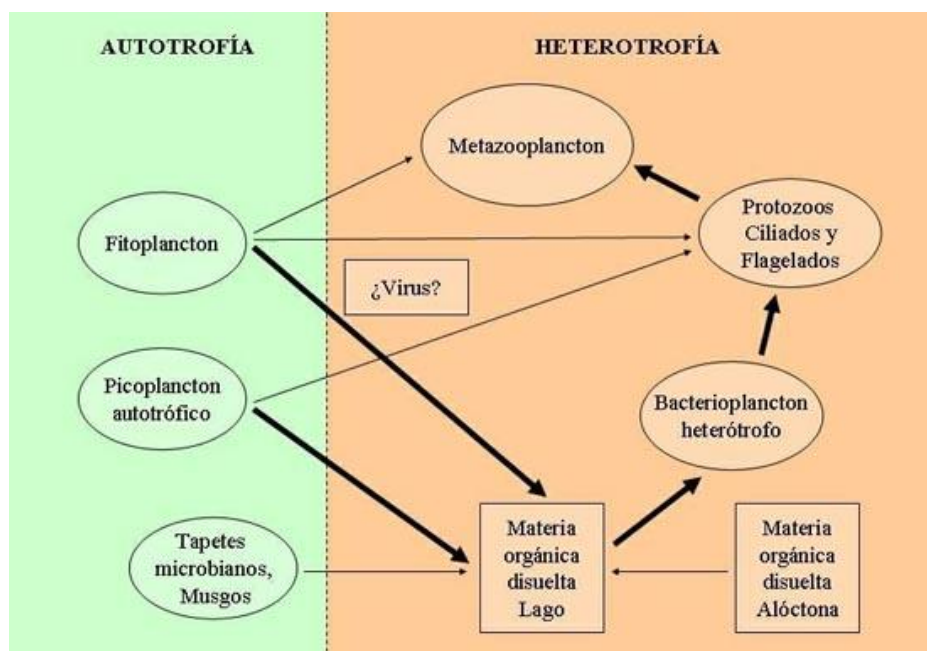 AUTOTROFÍA
HETEROTROFÍA
Metazooplancton
Fitoplancton
Protozoos
Ciliados y
Flagelados
¿Virus?
Picoplancton
autotrófico
Bacterioplancton
heterótrofo
Tapetes
microbianos,
Musgos
Materia
orgánica
disuelta
Lago
Materia
orgánica
disuelta
Alóctona